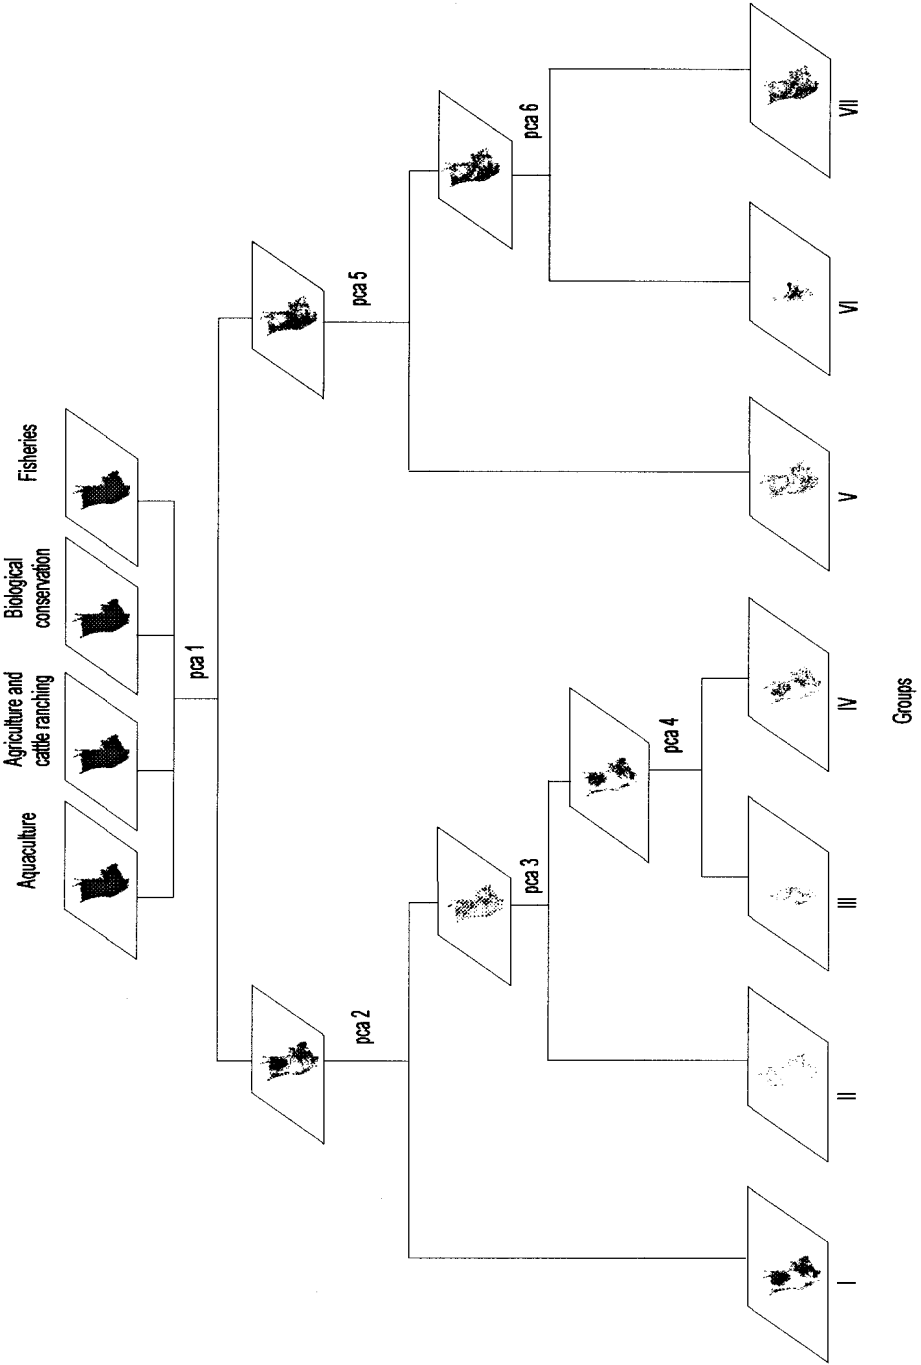 Aquaculture
Agriculture and
cattle ranching
Biological
conservation
Fisheries
pca 1
pca 2
pca 5
pca 3
pca 6
pca 4
I
II
III
IV
V
VI
VII
Groups